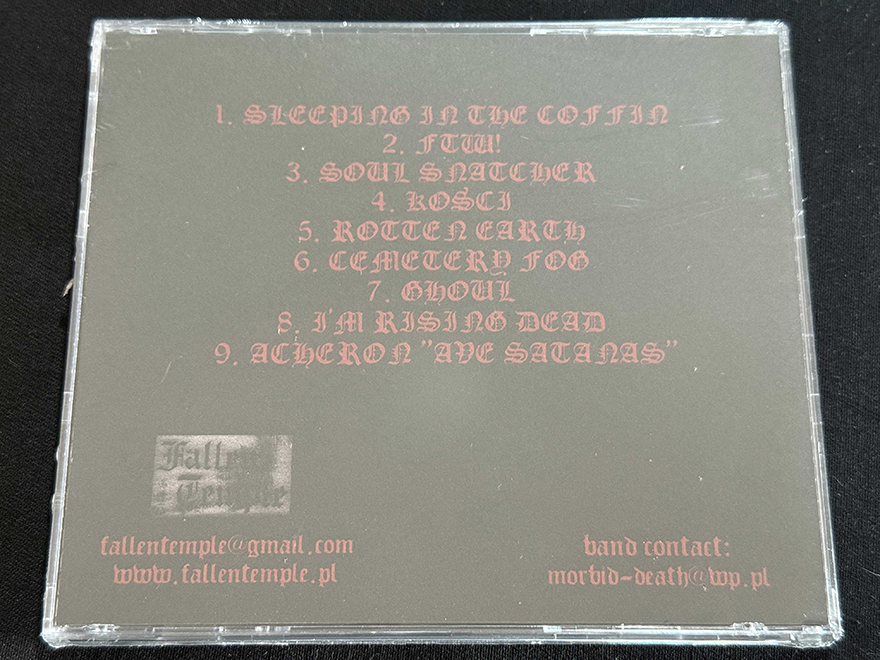 1. SLEEPING IN THE COFFIN
2. FTW!
3. SOUL SNATCHER
4. KOŚCI
5. ROTTEN EARTH
6. CEMETERY FOG
7. GHOUL
8. I'M RISING DEAD
9. ACHERON "AVE SATANAS"
Fallen
Temple
fallentemple@gmail.com
www.fallentemple.pl
band contact:
morbid-death@wp.pl